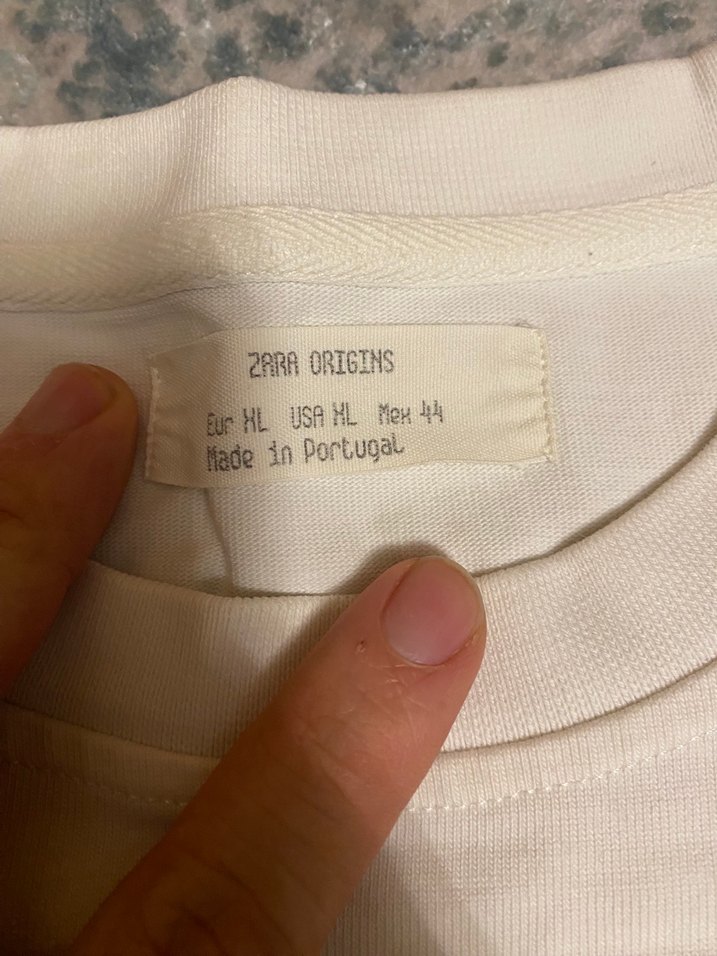 ZARA ORIGINS
Eur XL USA XL Mex 44
Made in Portugal